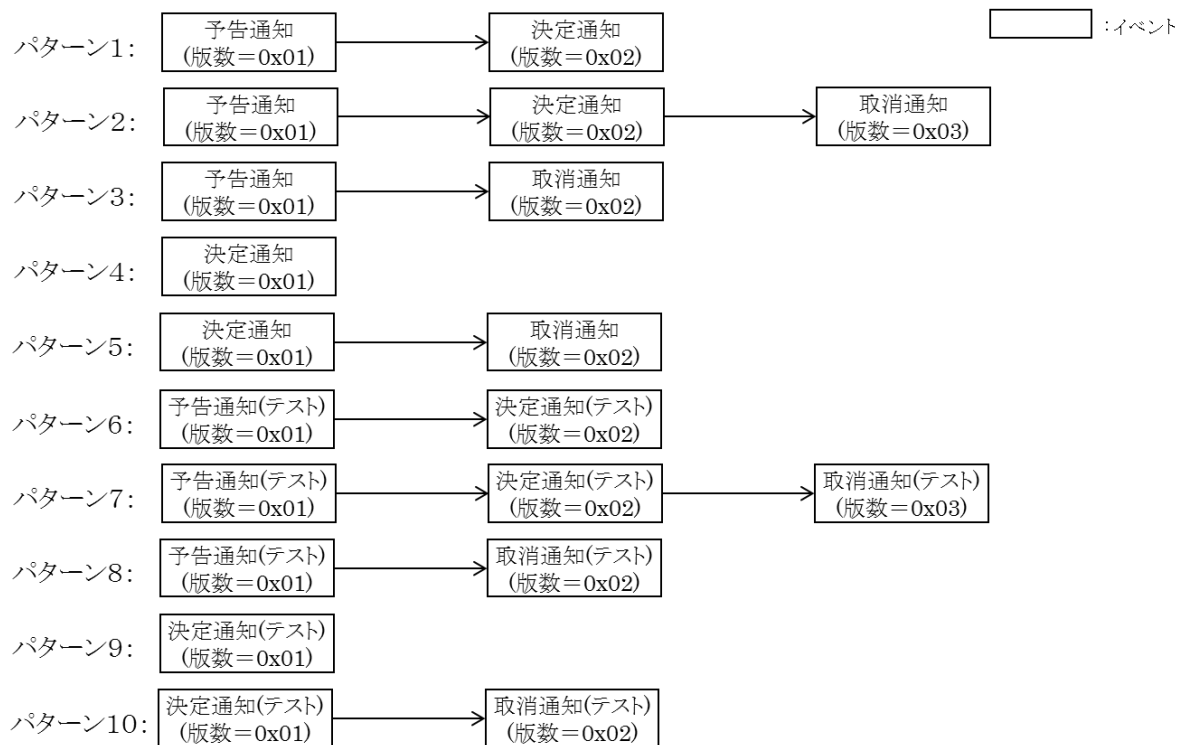 :イベント
パターン1:
予告通知
(版数＝0x01)
決定通知
(版数＝0x02)
パターン2:
予告通知
(版数＝0x01)
決定通知
(版数＝0x02)
取消通知
(版数＝0x03)
パターン3:
予告通知
(版数＝0x01)
取消通知
(版数＝0x02)
パターン4:
決定通知
(版数＝0x01)
パターン5:
決定通知
(版数＝0x01)
取消通知
(版数＝0x02)
パターン6:
予告通知(テスト)
(版数＝0x01)
決定通知(テスト)
(版数＝0x02)
パターン7:
予告通知(テスト)
(版数＝0x01)
決定通知(テスト)
(版数＝0x02)
取消通知(テスト)
(版数＝0x03)
パターン8:
予告通知(テスト)
(版数＝0x01)
取消通知(テスト)
(版数＝0x02)
パターン9:
決定通知(テスト)
(版数＝0x01)
パターン10:
決定通知(テスト)
(版数＝0x01)
取消通知(テスト)
(版数＝0x02)